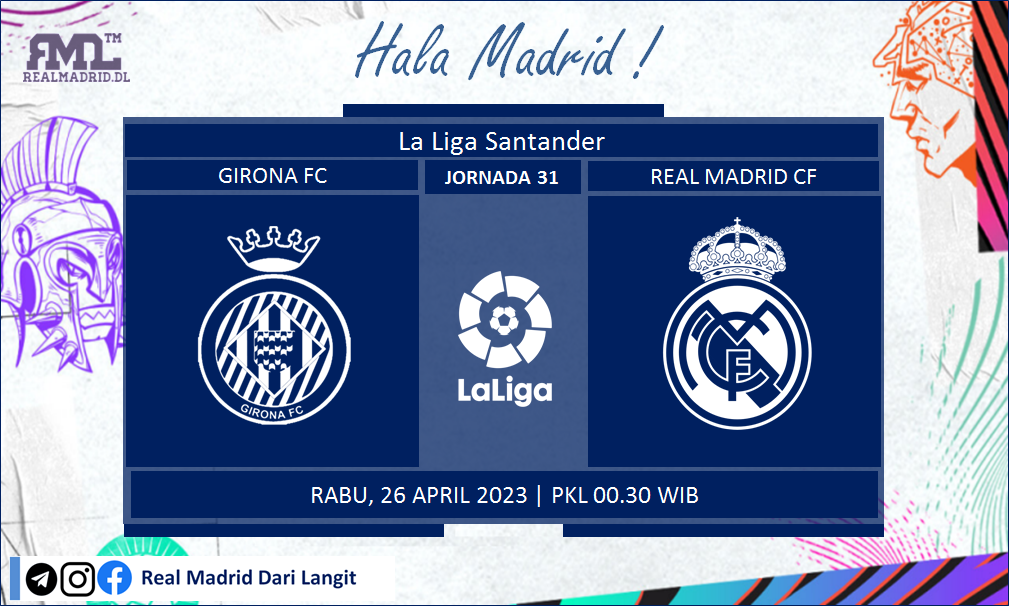 RML™
REALMADRID.DL
Hala Madrid !
La Liga Santander
GIRONA FC
JORNADA 31
REAL MADRID CF
GIRONA FC
LaLiga
RABU, 26 APRIL 2023 | PKL 00.30 WIB
Real Madrid Dari Langit